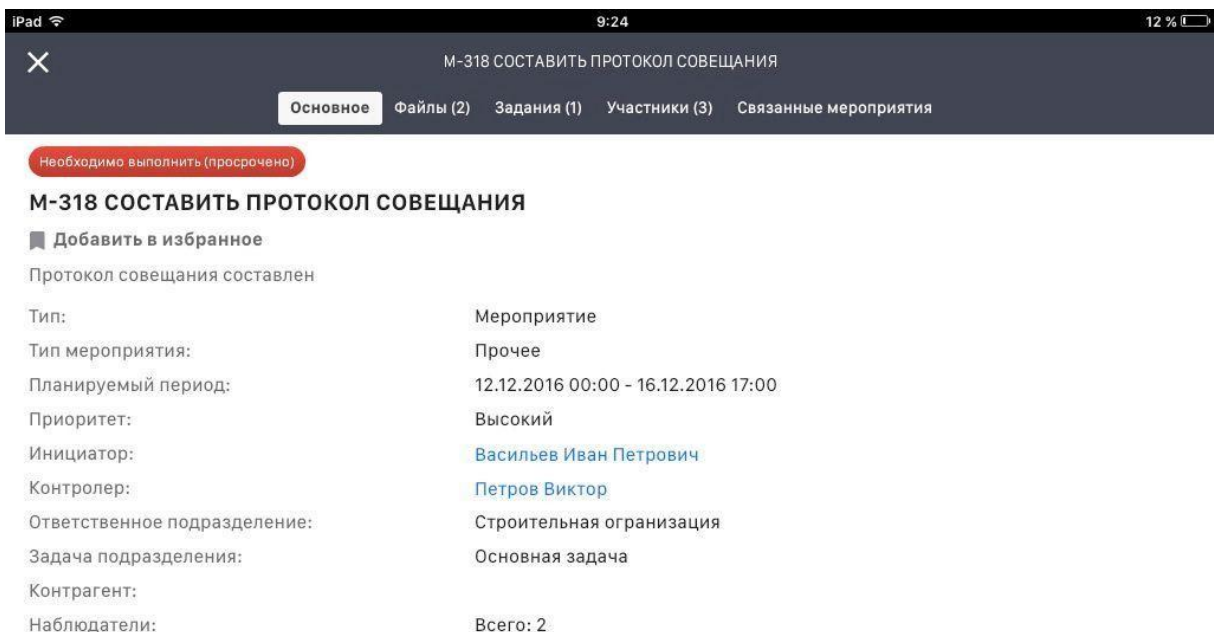 iPad 9:24 12 %
М-318 СОСТАВИТЬ ПРОТОКОЛ СОВЕЩАНИЯ
Основное Файлы (2) Задания (1) Участники (3) Связанные мероприятия
Необходимо выполнить (просрочено)
М-318 СОСТАВИТЬ ПРОТОКОЛ СОВЕЩАНИЯ
Добавить в избранное
Протокол совещания составлен
Тип: Мероприятие
Тип мероприятия: Прочее
Планируемый период: 12.12.2016 00:00 - 16.12.2016 17:00
Приоритет: Высокий
Инициатор: Васильев Иван Петрович
Контролер: Петров Виктор
Ответственное подразделение: Строительная огранизация
Задача подразделения: Основная задача
Контрагент:
Наблюдатели: Всего: 2